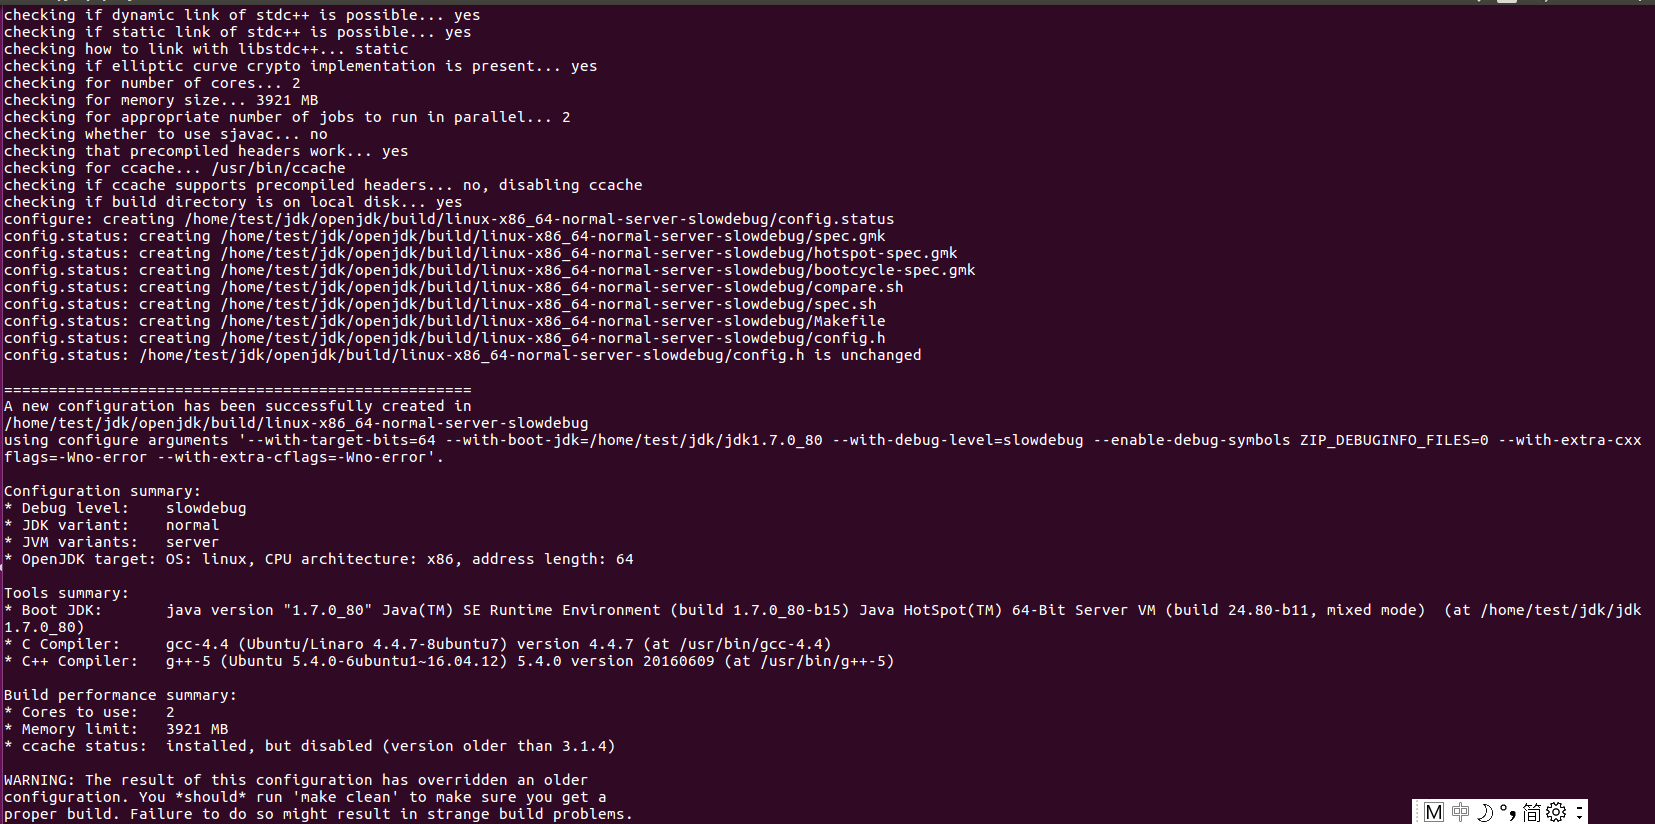 checking if dynamic link of stdc++ is possible... yes
checking if static link of stdc++ is possible... yes
checking how to link with libstdc++... static
checking if elliptic curve crypto implementation is present... yes
checking for number of cores... 2
checking for memory size... 3921 MB
checking for appropriate number of jobs to run in parallel... 2
checking whether to use sjavac... no
checking that precompiled headers work... yes
checking for ccache... /usr/bin/ccache
checking if ccache supports precompiled headers... no, disabling ccache
checking if build directory is on local disk... yes
configure: creating /home/test/jdk/openjdk/build/linux-x86_64-normal-server-slowdebug/config.status
config.status: creating /home/test/jdk/openjdk/build/linux-x86_64-normal-server-slowdebug/spec.gmk
config.status: creating /home/test/jdk/openjdk/build/linux-x86_64-normal-server-slowdebug/hotspot-spec.gmk
config.status: creating /home/test/jdk/openjdk/build/linux-x86_64-normal-server-slowdebug/bootcycle-spec.gmk
config.status: creating /home/test/jdk/openjdk/build/linux-x86_64-normal-server-slowdebug/compare.sh
config.status: creating /home/test/jdk/openjdk/build/linux-x86_64-normal-server-slowdebug/spec.sh
config.status: creating /home/test/jdk/openjdk/build/linux-x86_64-normal-server-slowdebug/Makefile
config.status: creating /home/test/jdk/openjdk/build/linux-x86_64-normal-server-slowdebug/config.h
config.status: /home/test/jdk/openjdk/build/linux-x86_64-normal-server-slowdebug/config.h is unchanged
====================================================
A new configuration has been successfully created in
/home/test/jdk/openjdk/build/linux-x86_64-normal-server-slowdebug
using configure arguments '--with-target-bits=64 --with-boot-jdk=/home/test/jdk/jdk1.7.0_80 --with-debug-level=slowdebug --enable-debug-symbols ZIP_DEBUGINFO_FILES=0 --with-extra-cxx
flags=-Wno-error --with-extra-cflags=-Wno-error'.
Configuration summary:
* Debug level:    slowdebug
* JDK variant:    normal
* JVM variants:   server
* OpenJDK target: OS: linux, CPU architecture: x86, address length: 64
Tools summary:
* Boot JDK:       java version "1.7.0_80" Java(TM) SE Runtime Environment (build 1.7.0_80-b15) Java HotSpot(TM) 64-Bit Server VM (build 24.80-b11, mixed mode)  (at /home/test/jdk/jdk
1.7.0_80)
* C Compiler:     gcc-4.4 (Ubuntu/Linaro 4.4.7-8ubuntu7) version 4.4.7 (at /usr/bin/gcc-4.4)
* C++ Compiler:   g++-5 (Ubuntu 5.4.0-6ubuntu1~16.04.12) 5.4.0 version 20160609 (at /usr/bin/g++-5)
Build performance summary:
* Cores to use:   2
* Memory limit:   3921 MB
* ccache status:  installed, but disabled (version older than 3.1.4)
WARNING: The result of this configuration has overridden an older
configuration. You *should* run 'make clean' to make sure you get a
proper build. Failure to do so might result in strange build problems.
M 中 简